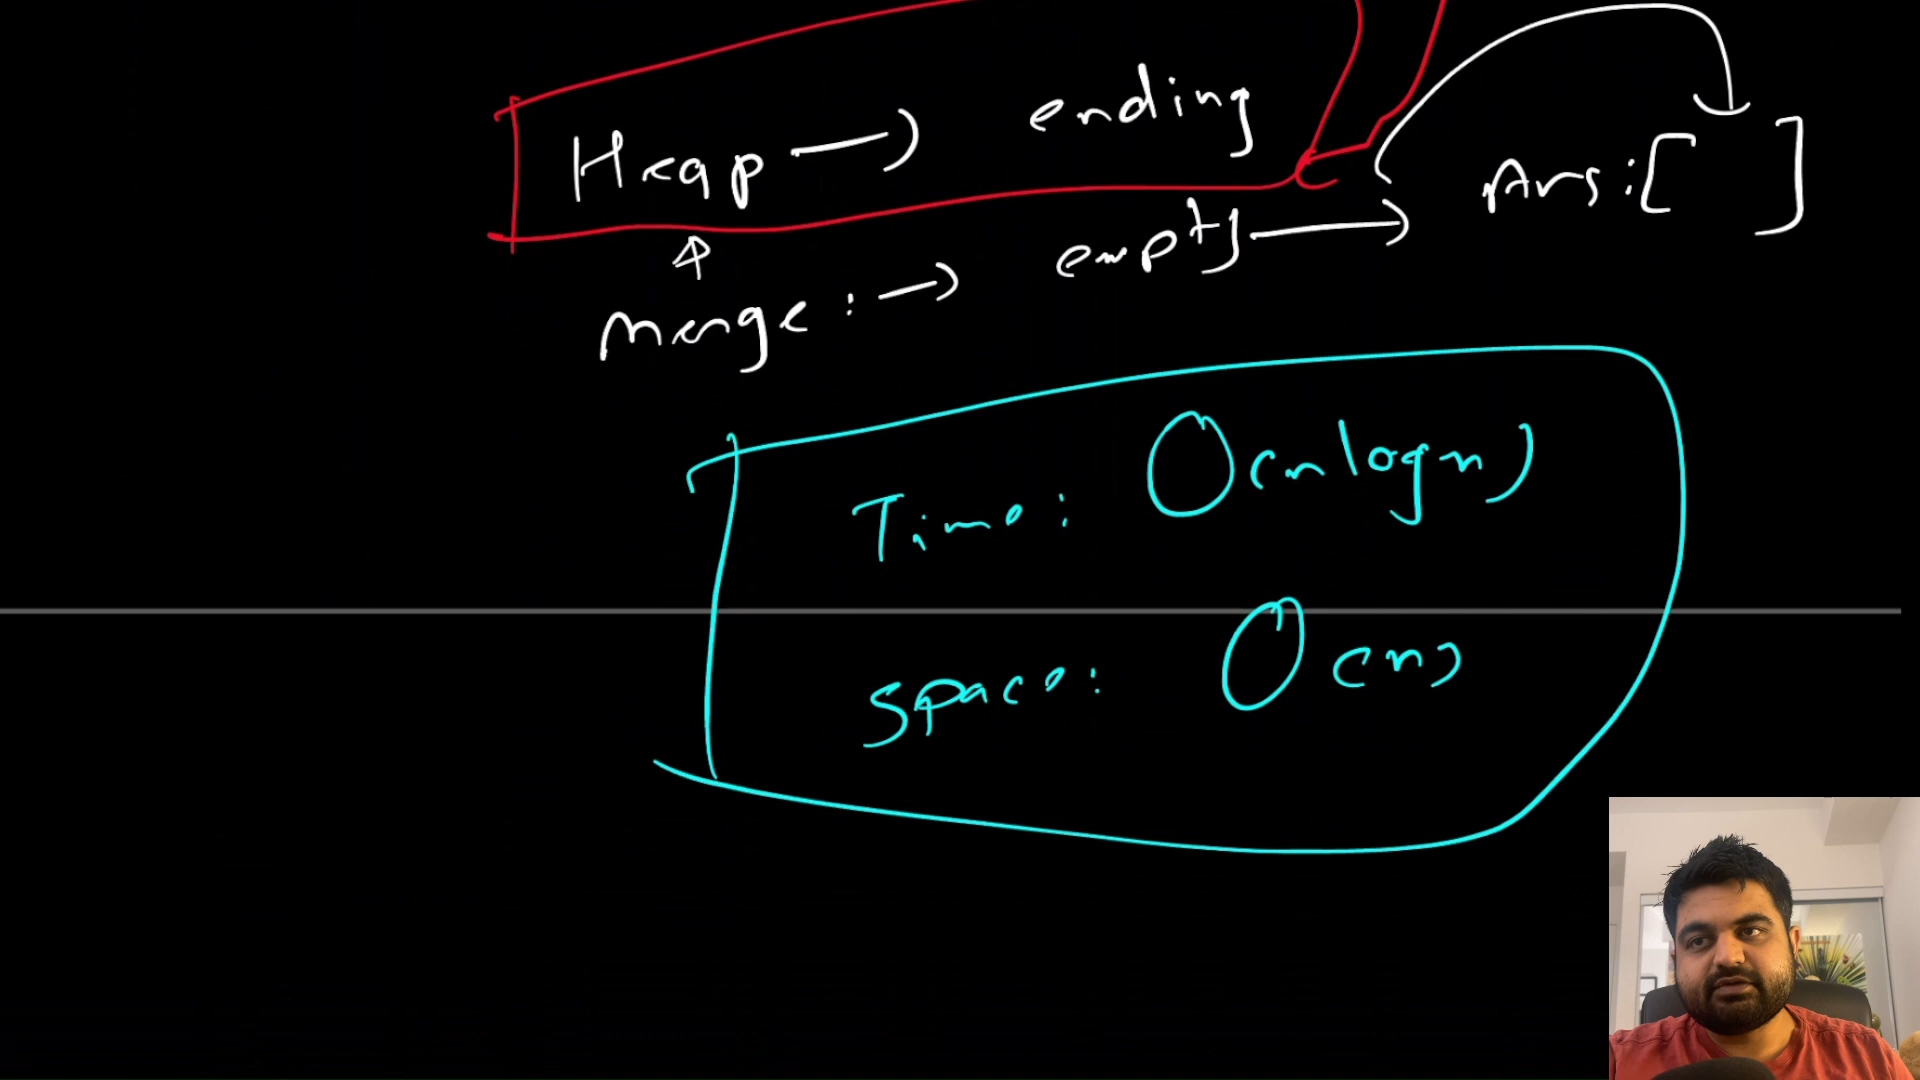 Heap → ending
Merge : → empty → Ans : [ ]
Time : O(nlogn)
Space : O(n)